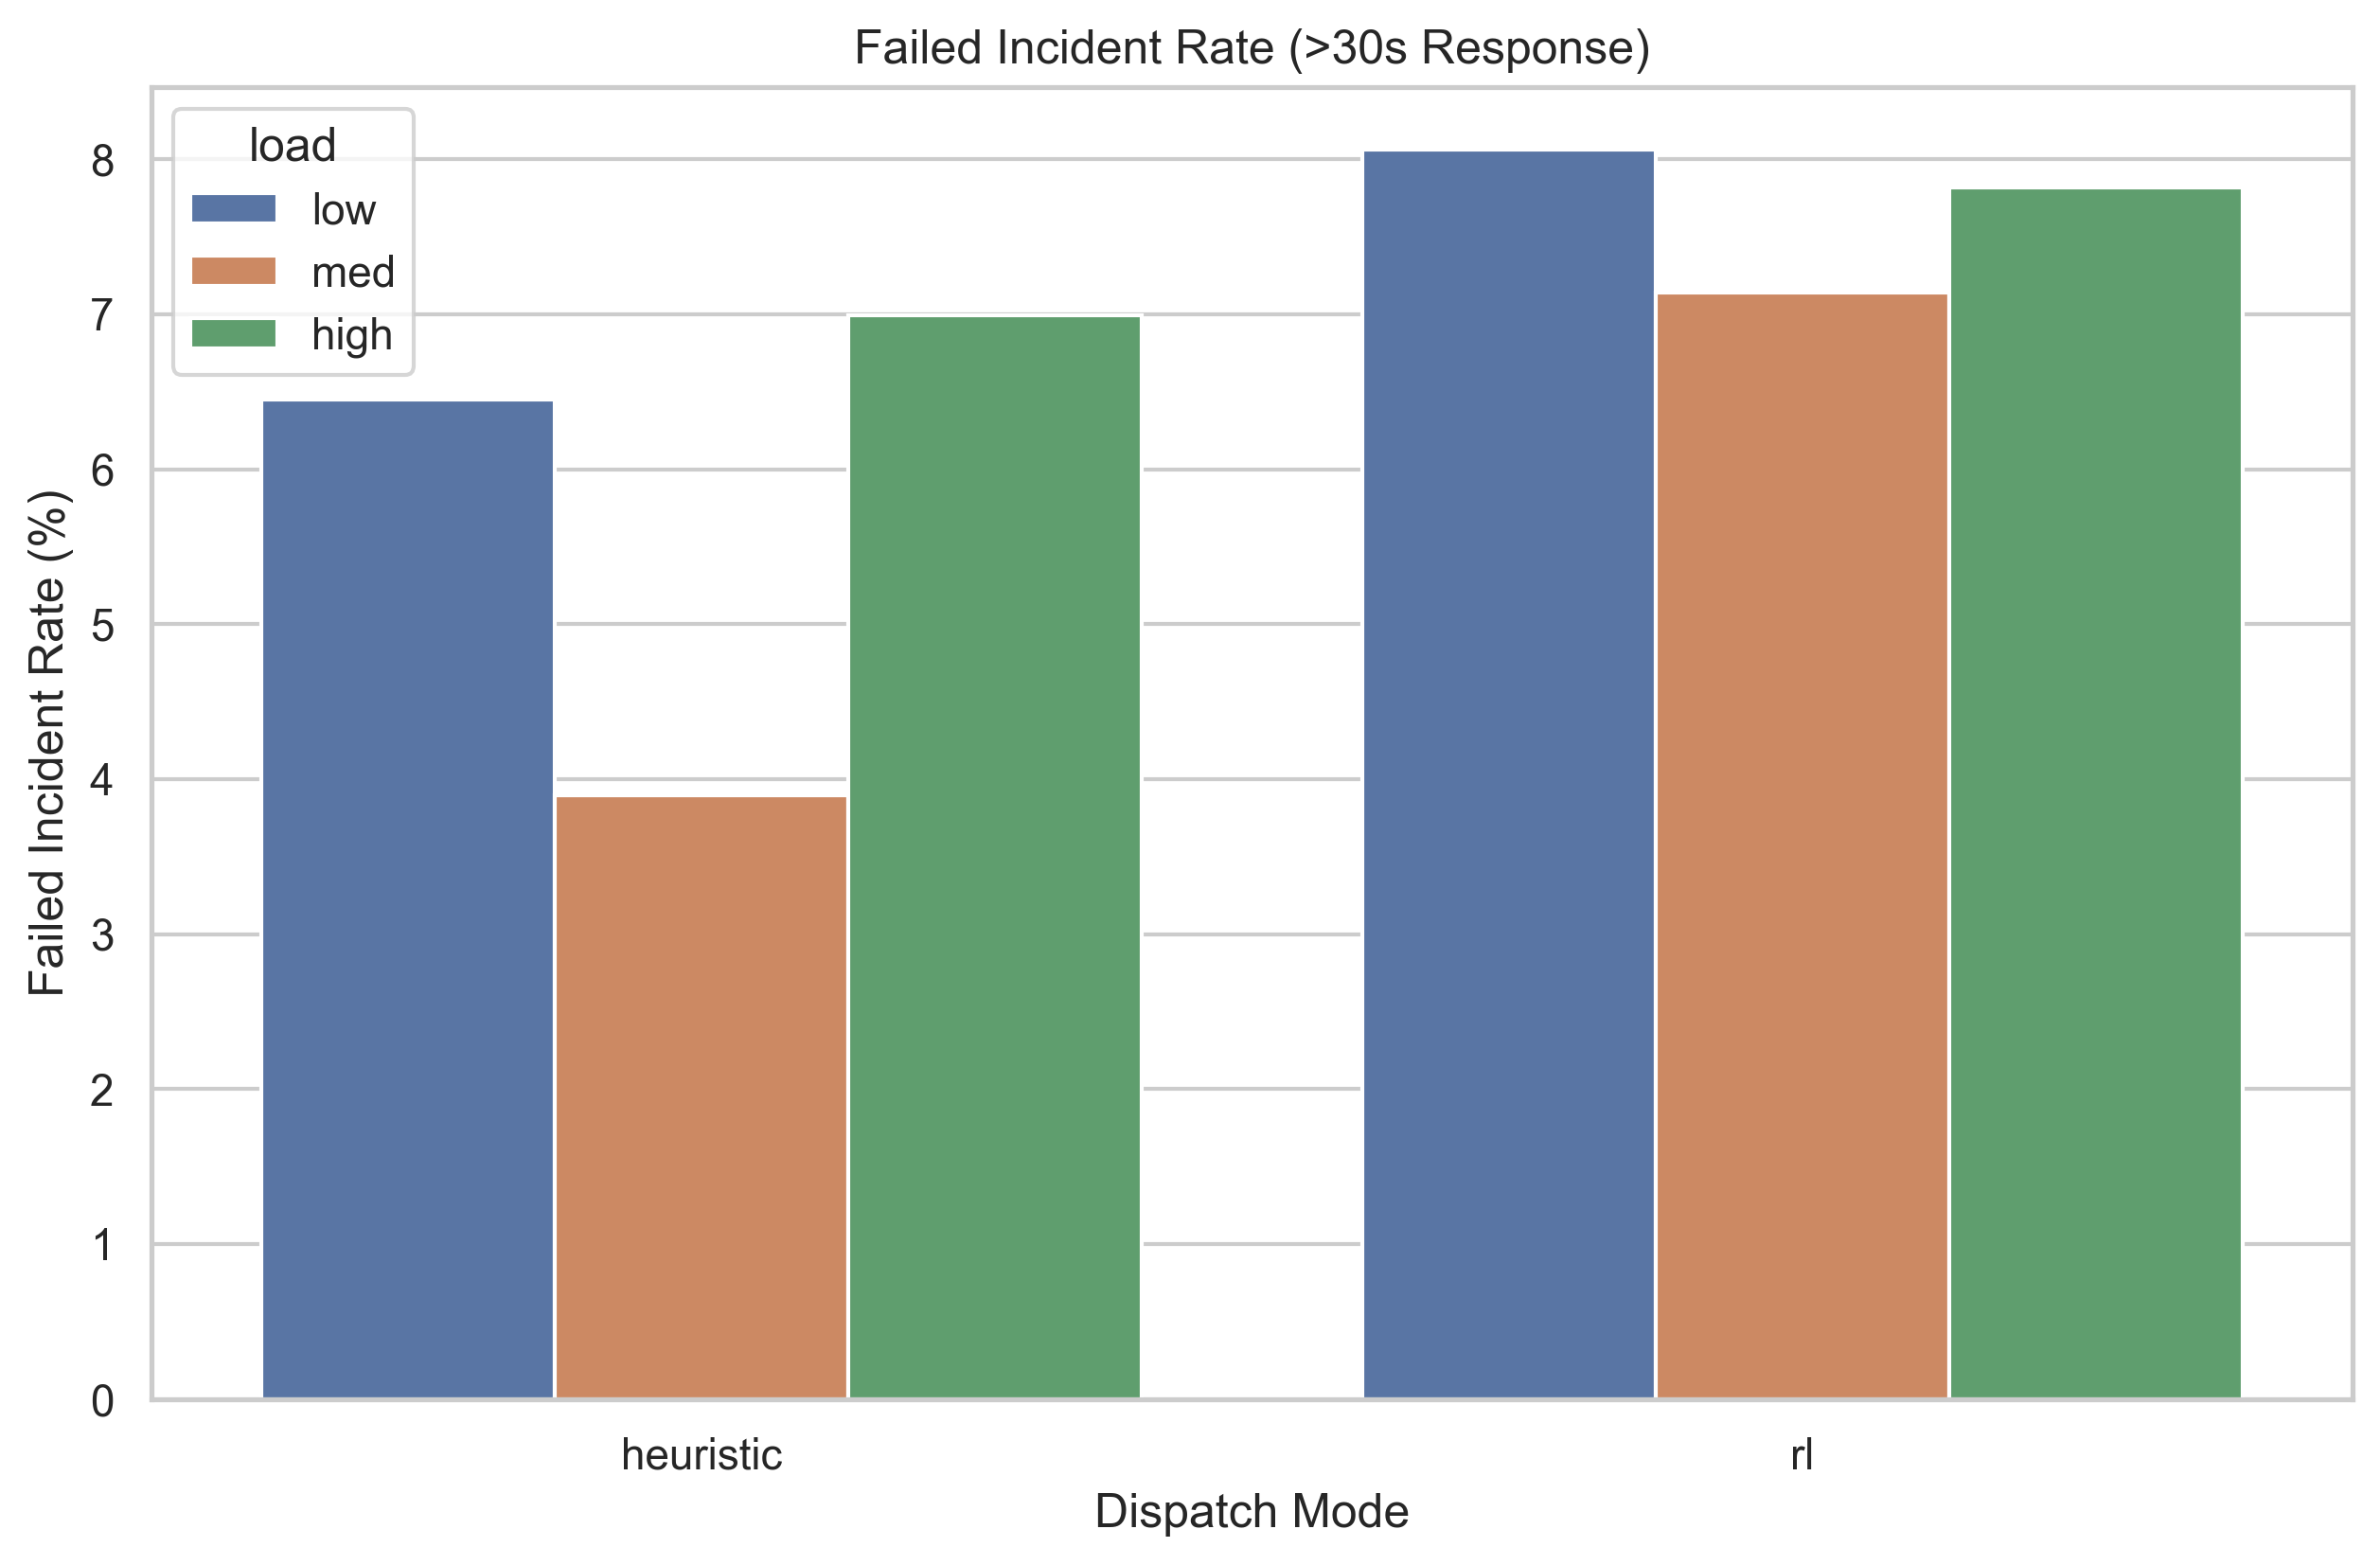 Failed Incident Rate (>30s Response)
load
low
med
high
8
7
6
5
4
3
2
1
0
Failed Incident Rate (%)
heuristic
rl
Dispatch Mode